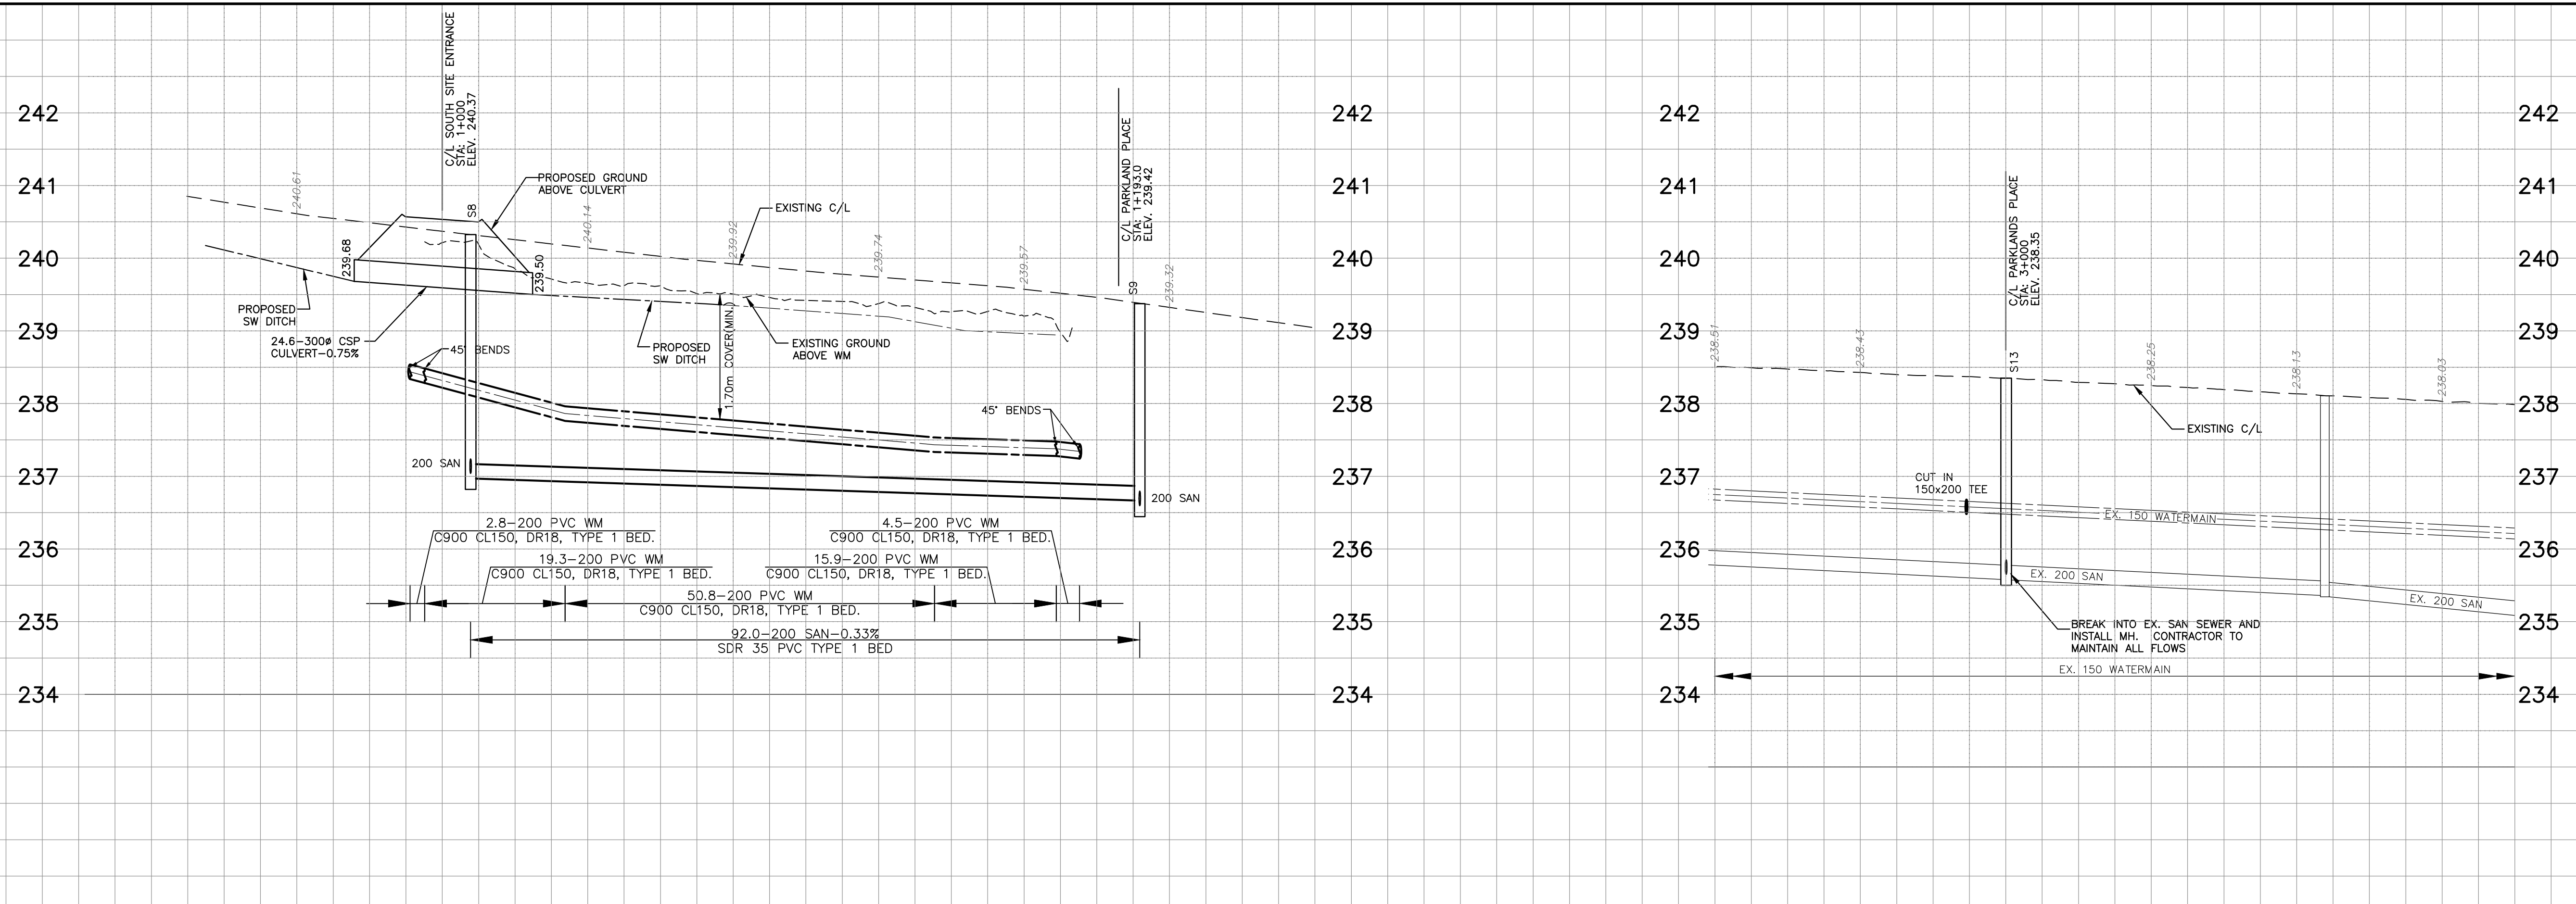 C/L SOUTH SITE ENTRANCE
STA: 1+000
ELEV. 240.37
242
241
240
239
238
237
236
235
234
240.61
S8
PROPOSED GROUND
ABOVE CULVERT
240.14
239.92
EXISTING C/L
239.74
239.57
C/L PARKLAND PLACE
STA: 1+193.0
ELEV. 239.42
S9
239.32
239.68
239.50
PROPOSED
SW DITCH
24.6-300ø CSP
CULVERT-0.75%
45° BENDS
PROPOSED
SW DITCH
1.70m COVER(MIN.)
EXISTING GROUND
ABOVE WM
45° BENDS
200 SAN
200 SAN
2.8-200 PVC WM
C900 CL150, DR18, TYPE 1 BED.
4.5-200 PVC WM
C900 CL150, DR18, TYPE 1 BED.
19.3-200 PVC WM
C900 CL150, DR18, TYPE 1 BED.
15.9-200 PVC WM
C900 CL150, DR18, TYPE 1 BED.
50.8-200 PVC WM
C900 CL150, DR18, TYPE 1 BED.
92.0-200 SAN-0.33%
SDR 35 PVC TYPE 1 BED
242
241
240
239
238
237
236
235
234
242
241
240
239
238
237
236
235
234
C/L PARKLANDS PLACE
STA: 3+000
ELEV. 238.35
238.51
238.43
S13
238.25
238.13
238.03
EXISTING C/L
CUT IN
150x200 TEE
EX. 150 WATERMAIN
EX. 200 SAN
EX. 200 SAN
BREAK INTO EX. SAN SEWER AND
INSTALL MH. CONTRACTOR TO
MAINTAIN ALL FLOWS
EX. 150 WATERMAIN
242
241
240
239
238
237
236
235
234